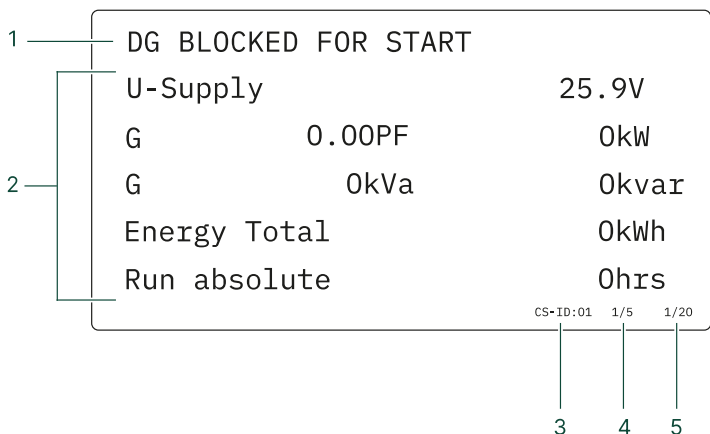 1 DG BLOCKED FOR START
U-Supply 25.9V
G 0.00PF 0kW
2
G 0kVa 0kvar
Energy Total 0kWh
Run absolute 0hrs
CS-ID:01 1/5 1/20
3 4 5